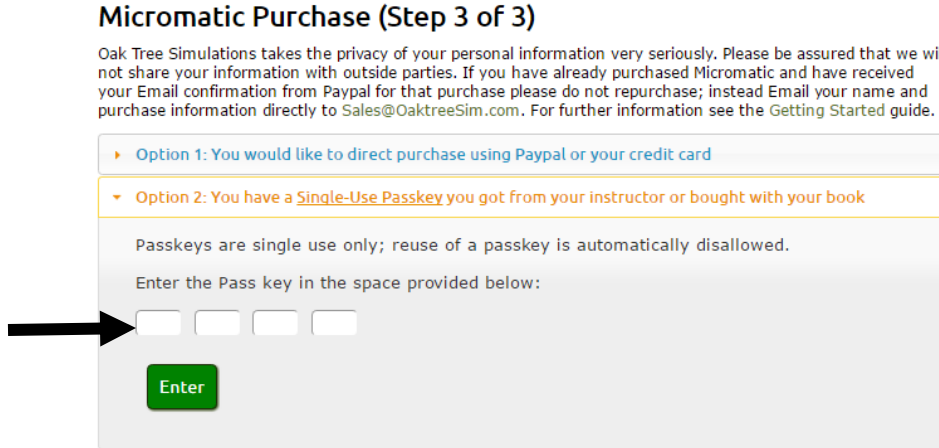 Micromatic Purchase (Step 3 of 3)
Oak Tree Simulations takes the privacy of your personal information very seriously. Please be assured that we
not share your information with outside parties. If you have already purchased Micromatic and have received
your Email confirmation from Paypal for that purchase please do not repurchase; instead Email your name and
purchase information directly to Sales@OaktreeSim.com. For further information see the Getting Started guide.
Option 1: You would like to direct purchase using Paypal or your credit card
Option 2: You have a Single-Use Passkey you got from your instructor or bought with your book
Passkeys are single use only; reuse of a passkey is automatically disallowed.
Enter the Pass key in the space provided below:
Enter